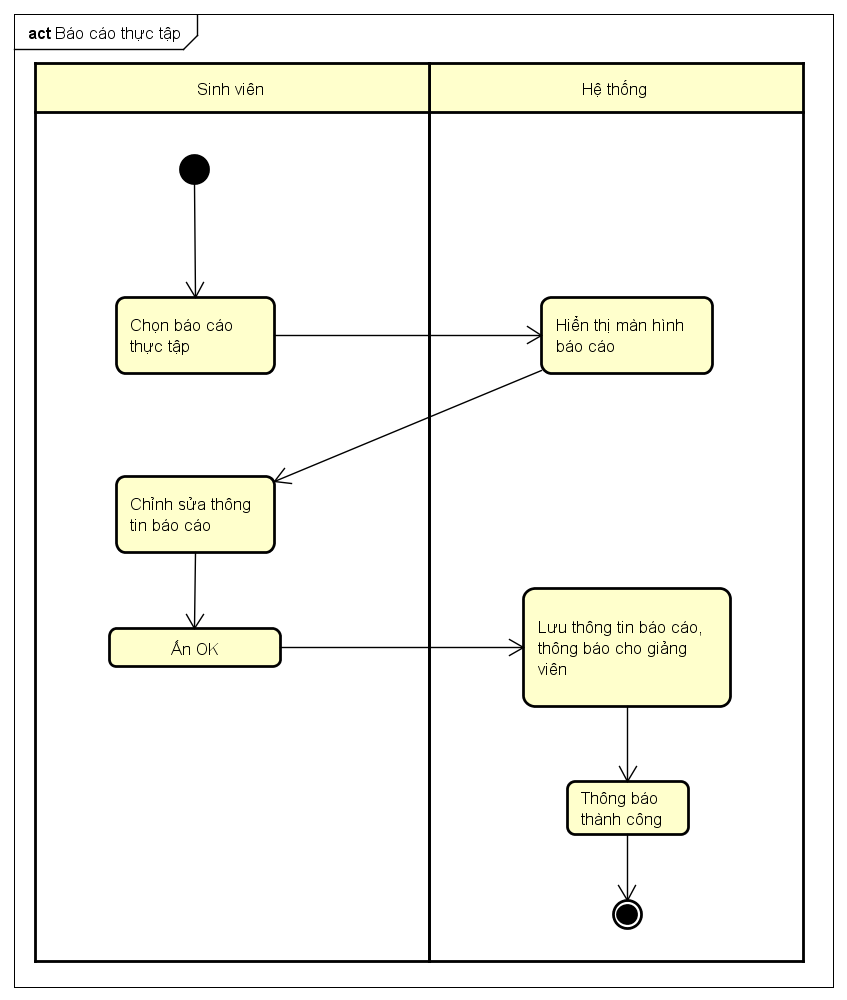 act Báo cáo thực tập
Sinh viên
Hệ thống
Chọn báo cáo
thực tập
Hiển thị màn hình
báo cáo
Chỉnh sửa thông
tin báo cáo
Ấn OK
Lưu thông tin báo cáo,
thông báo cho giảng
viên
Thông báo
thành công